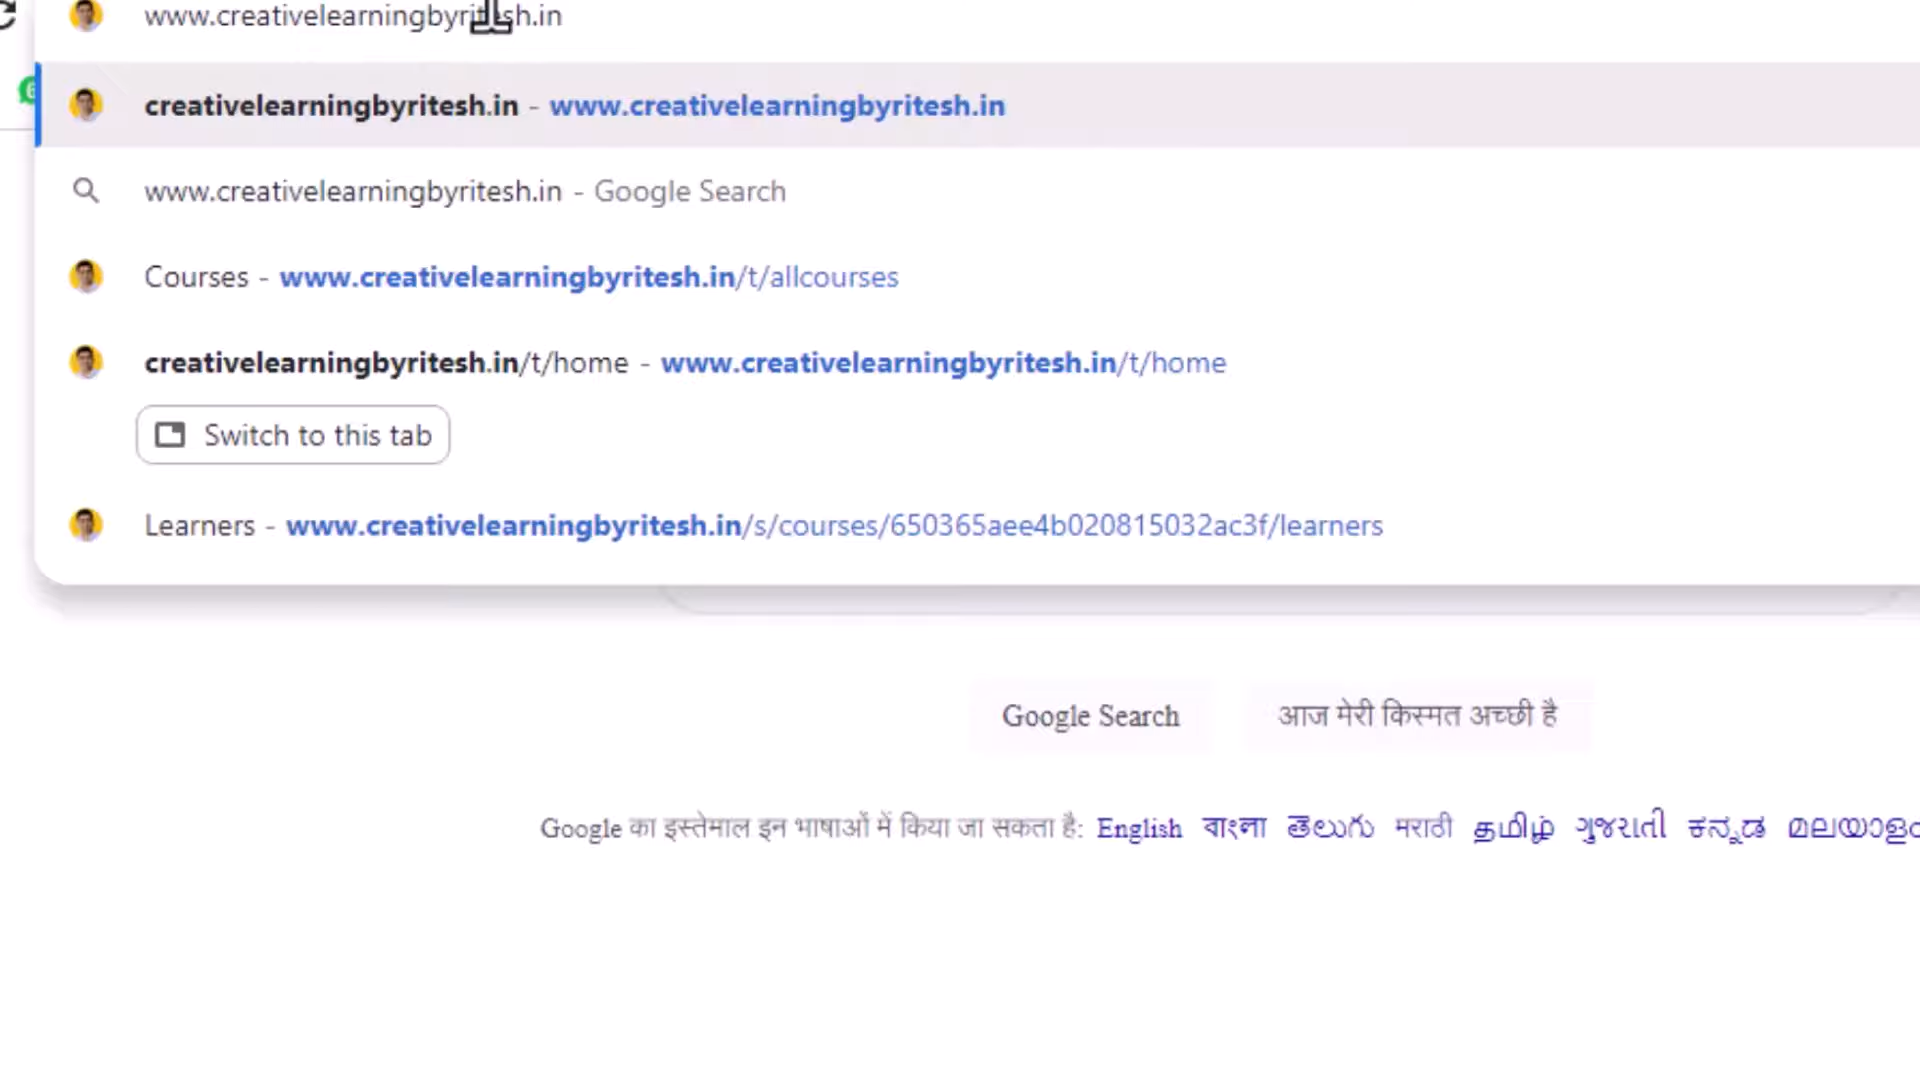 www.creativelearningbyritesh.in
creativelearningbyritesh.in - www.creativelearningbyritesh.in
www.creativelearningbyritesh.in - Google Search
Courses - www.creativelearningbyritesh.in/t/allcourses
creativelearningbyritesh.in/t/home - www.creativelearningbyritesh.in/t/home
Switch to this tab
Learners - www.creativelearningbyritesh.in/s/courses/650365aee4b020815032ac3f/learners
Google Search आज मेरी किस्मत अच्छी है
Google का इस्तेमाल इन भाषाओं में किया जा सकता है: English বাংলা తెలుగు मराठी தமிழ் ગુજરાતી ಕನ್ನಡ